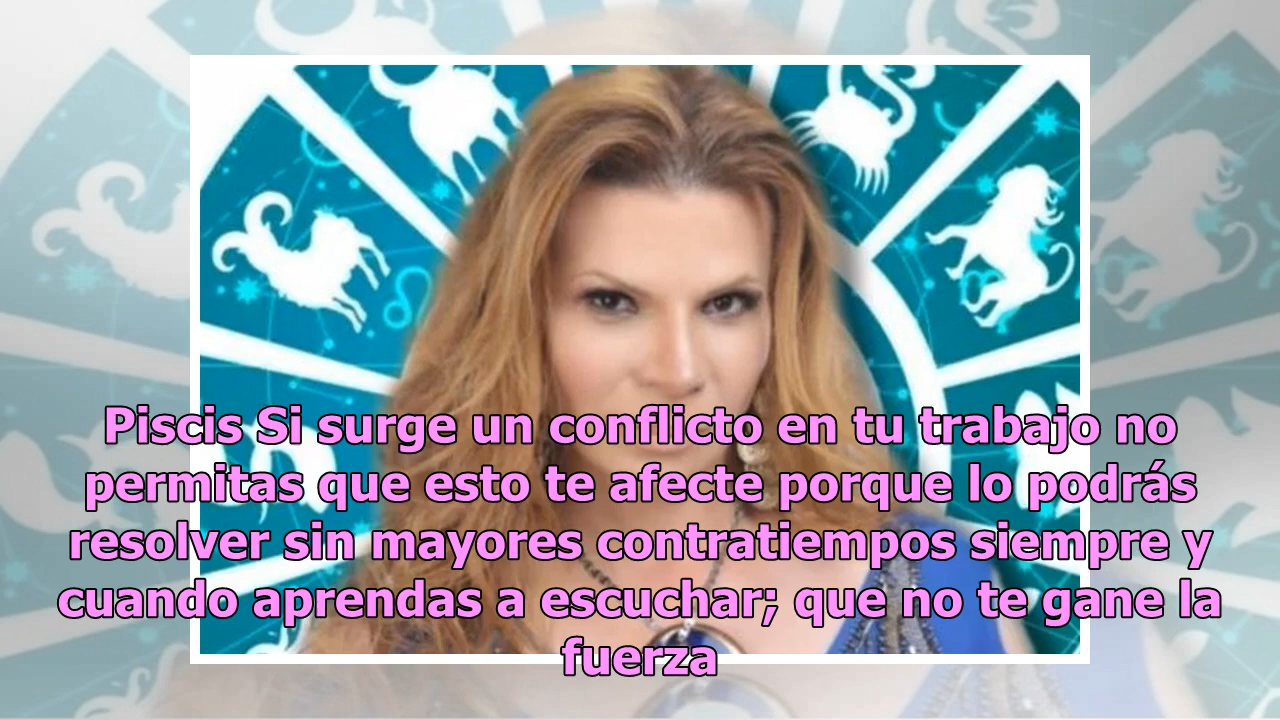 Piscis Si surge un conflicto en tu trabajo no
permitas que esto te afecte porque lo podrás
resolver sin mayores contratiempos siempre y
cuando aprendas a escuchar; que no te gane la
fuerza